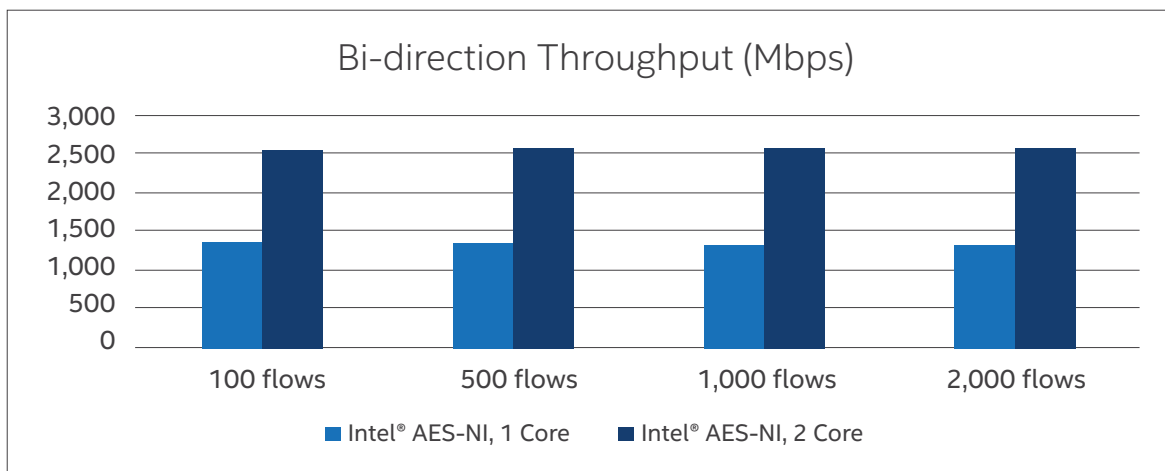 Bi-direction Throughput (Mbps)
3,000
2,500
2,000
1,500
1,000
500
0
100 flows 500 flows 1,000 flows 2,000 flows
Intel® AES-NI, 1 Core Intel® AES-NI, 2 Core